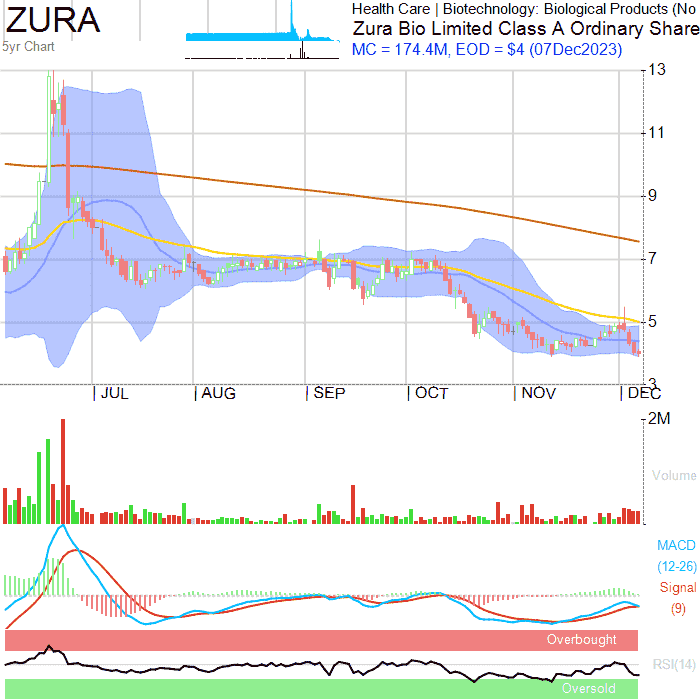 ZURA
5yr Chart
Health Care | Biotechnology: Biological Products (No
Zura Bio Limited Class A Ordinary Share
MC = 174.4M, EOD = $4 (07Dec2023)
13
11
9
7
5
3
| JUL | AUG | SEP | OCT | NOV | DEC
2M
Volume
MACD
(12-26)
Signal
(9)
Overbought
RSI(14)
Oversold